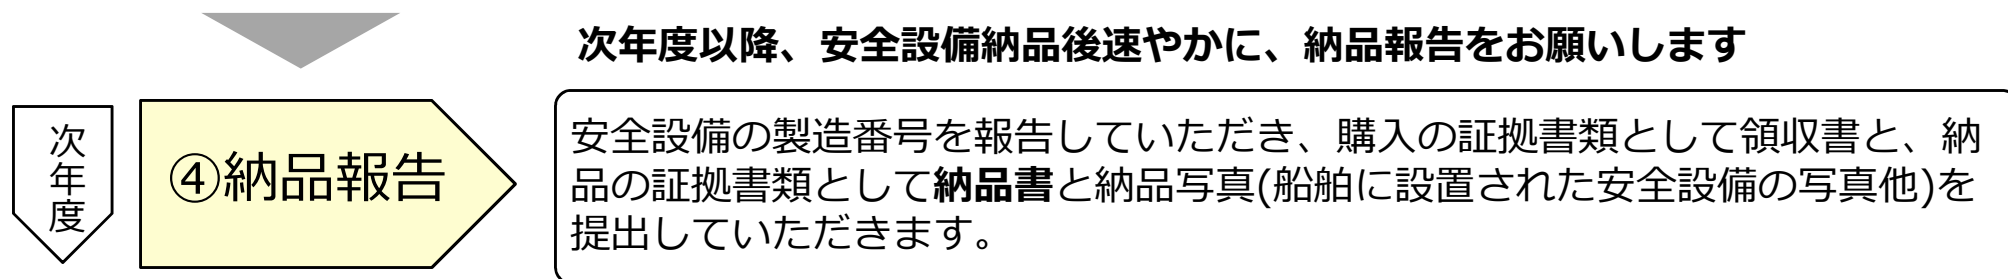 次年度以降、安全設備納品後速やかに、納品報告をお願いします
次年度
④納品報告
安全設備の製造番号を報告していただき、購入の証拠書類として領収書と、納
品の証拠書類として納品書と納品写真(船舶に設置された安全設備の写真他)を
提出していただきます。